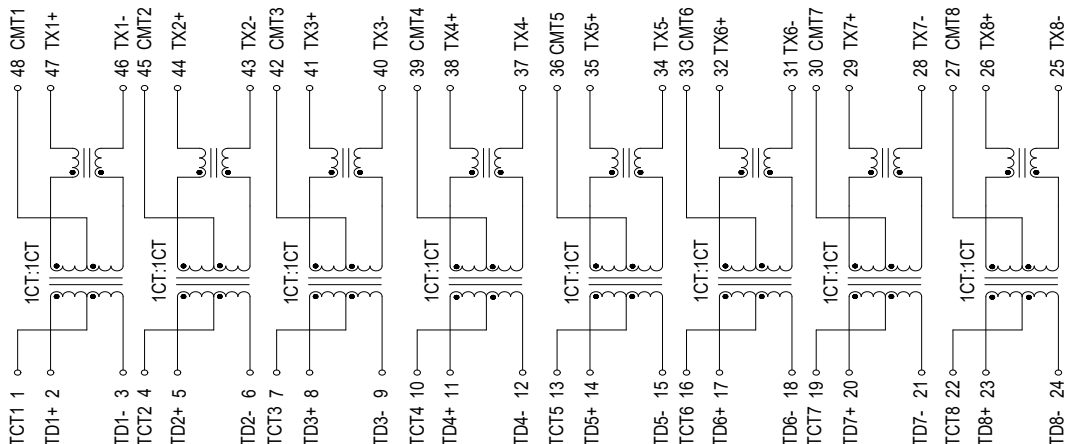 48 CMT1
47 TX1+
46 TX1-
45 CMT2
44 TX2+
43 TX2-
42 CMT3
41 TX3+
40 TX3-
39 CMT4
38 TX4+
37 TX4-
36 CMT5
35 TX5+
34 TX5-
33 CMT6
32 TX6+
31 TX6-
30 CMT7
29 TX7+
28 TX7-
27 CMT8
26 TX8+
25 TX8-
1CT:1CT
1CT:1CT
1CT:1CT
1CT:1CT
1CT:1CT
1CT:1CT
1CT:1CT
1CT:1CT
TCT1 1
TD1+ 2
TD1- 3
TCT2 4
TD2+ 5
TD2- 6
TCT3 7
TD3+ 8
TD3- 9
TCT4 10
TD4+ 11
TD4- 12
TCT5 13
TD5+ 14
TD5- 15
TCT6 16
TD6+ 17
TD6- 18
TCT7 19
TD7+ 20
TD7- 21
TCT8 22
TD8+ 23
TD8- 24